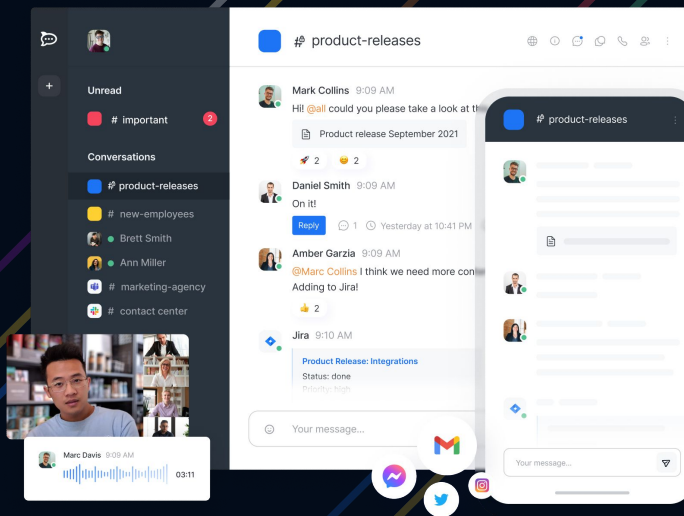 # product-releases
Unread
# important
2
Conversations
# product-releases
# new-employees
Brett Smith
Ann Miller
# marketing-agency
# contact center
Mark Collins 9:09 AM
Hi! @all could you please take a look at
Product release September 2021
2
2
Daniel Smith 9:09 AM
On it!
Reply 1 Yesterday at 10:41 PM
Amber Garzia 9:09 AM
@Marc Collins I think we need more
Adding to Jira!
2
Jira 9:10 AM
Product Release: Integrations
Status: done
Priority: high
Your message...
# product-releases
Your message...
Marc Davis 9:09 AM
03:11